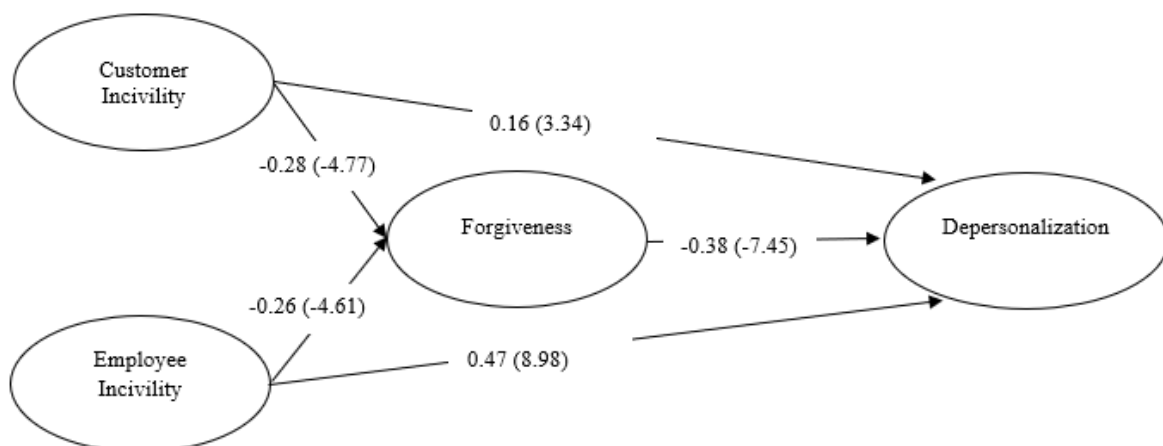 Customer
Incivility
0.16 (3.34)
-0.28 (-4.77)
Forgiveness
Depersonalization
-0.38 (-7.45)
-0.26 (-4.61)
Employee
Incivility
0.47 (8.98)